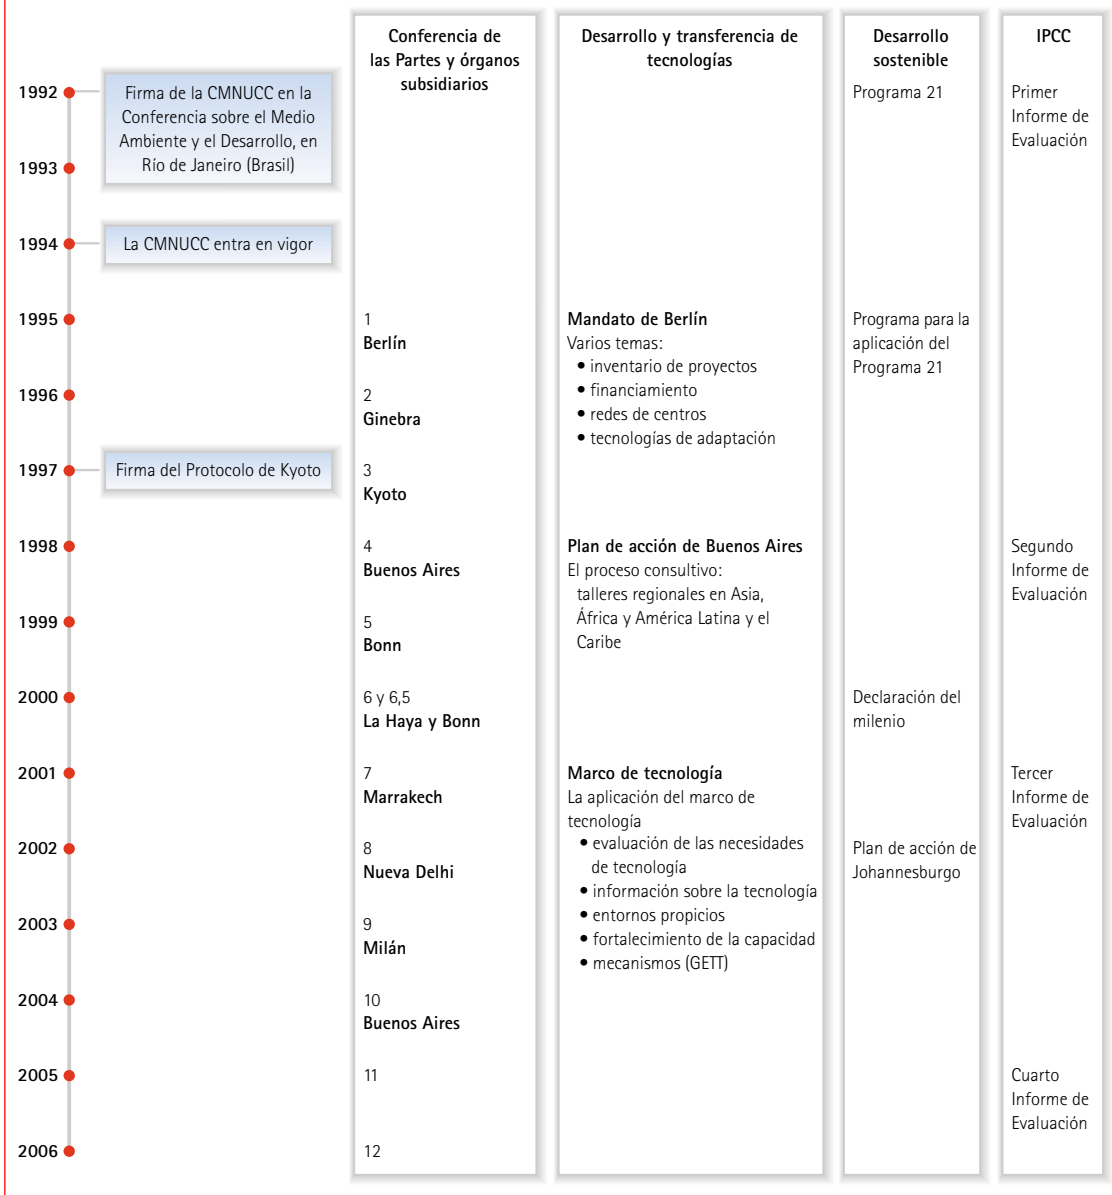 Conferencia de
las Partes y órganos
subsidiarios
Desarrollo y transferencia de
tecnologías
Desarrollo
sostenible
IPCC
1992
Firma de la CMNUCC en la
Conferencia sobre el Medio
Ambiente y el Desarrollo, en
Río de Janeiro (Brasil)
Programa 21
Primer
Informe de
Evaluación
1993
1994
La CMNUCC entra en vigor
1995
1
Berlín
Mandato de Berlín
Varios temas:
• inventario de proyectos
• financiamiento
• redes de centros
• tecnologías de adaptación
Programa para la
aplicación del
Programa 21
1996
2
Ginebra
1997
Firma del Protocolo de Kyoto
3
Kyoto
1998
4
Buenos Aires
Plan de acción de Buenos Aires
El proceso consultivo:
talleres regionales en Asia,
África y América Latina y el
Caribe
Segundo
Informe de
Evaluación
1999
5
Bonn
2000
6 y 6,5
La Haya y Bonn
Declaración del
milenio
2001
7
Marrakech
Marco de tecnología
La aplicación del marco de
tecnología
• evaluación de las necesidades
de tecnología
• información sobre la tecnología
• entornos propicios
• fortalecimiento de la capacidad
• mecanismos (GETT)
Tercer
Informe de
Evaluación
2002
8
Nueva Delhi
Plan de acción de
Johannesburgo
2003
9
Milán
2004
10
Buenos Aires
2005
11
Cuarto
Informe de
Evaluación
2006
12